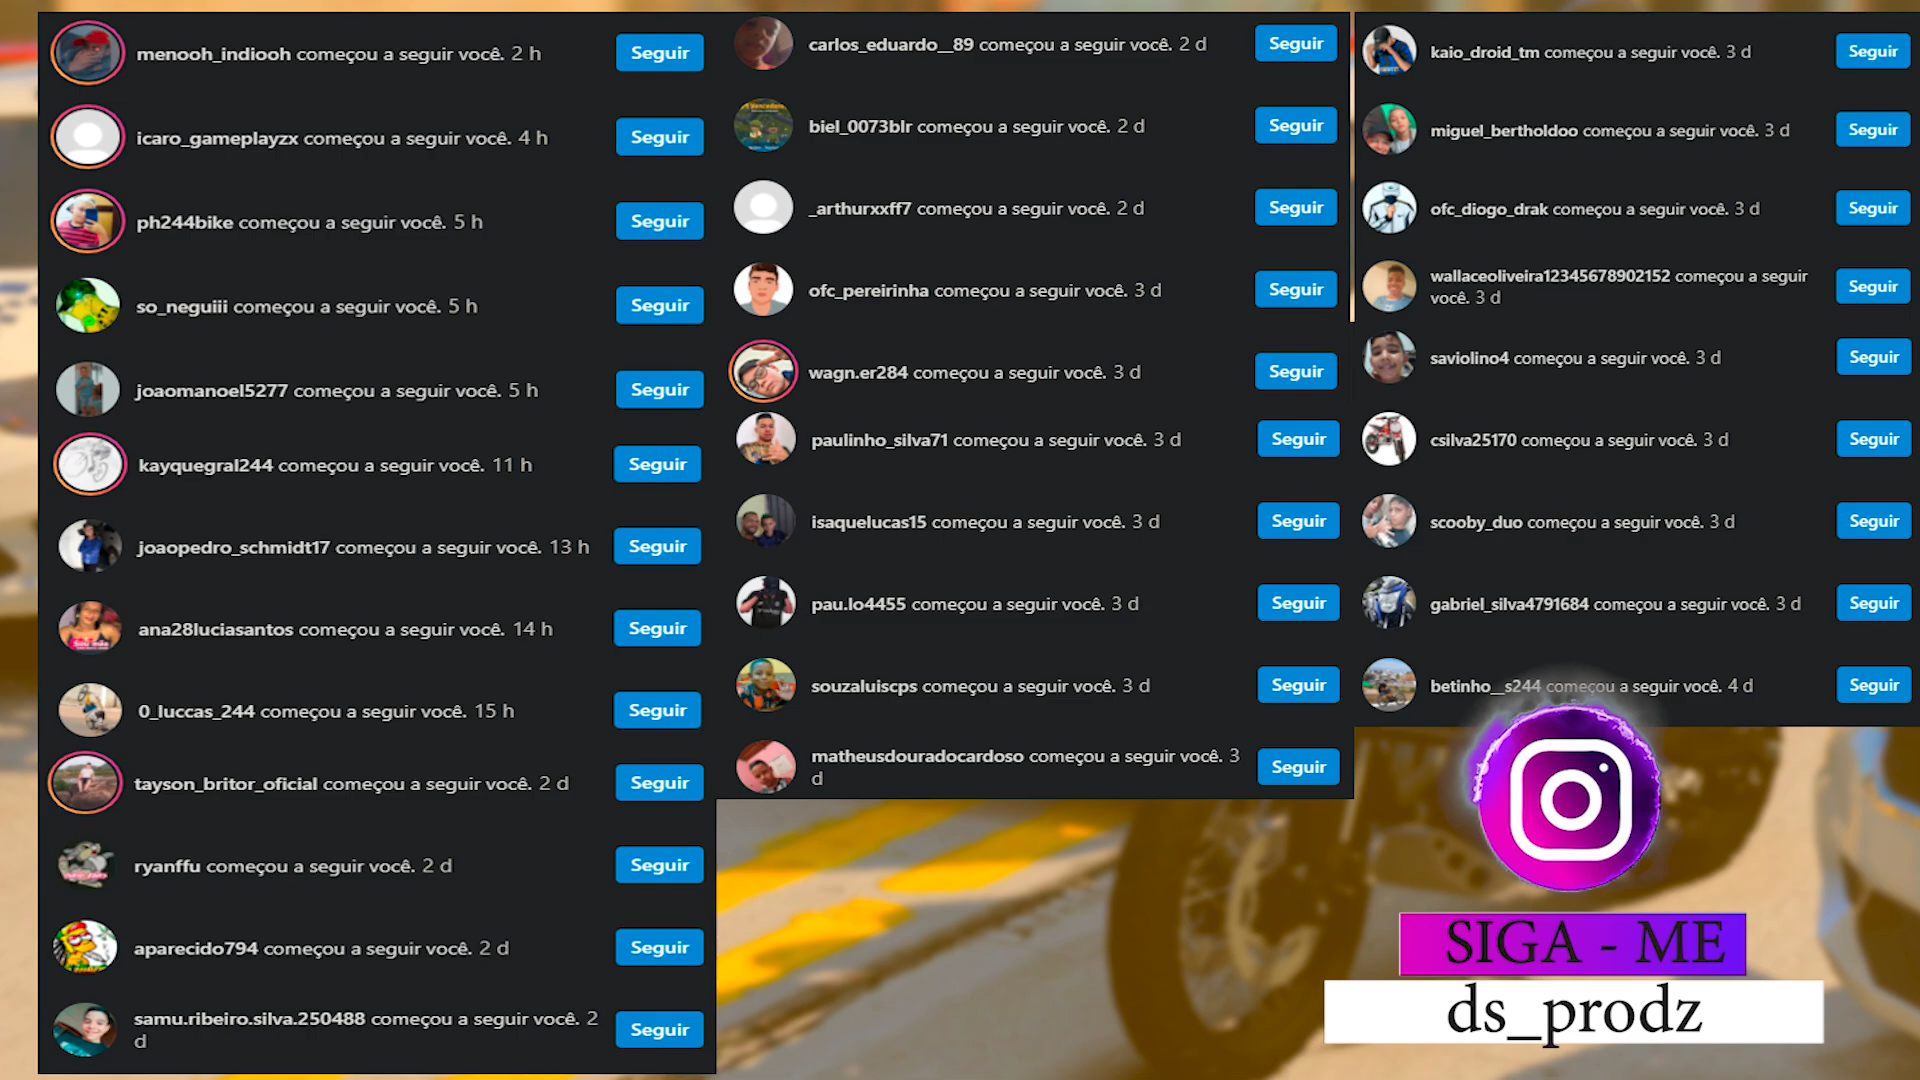 menooh_indiooh começou a seguir você. 2 h
Seguir
icaro_gameplayzx começou a seguir você. 4 h
Seguir
ph244bike começou a seguir você. 5 h
Seguir
so_neguiii começou a seguir você. 5 h
Seguir
joaomanoel5277 começou a seguir você. 5 h
Seguir
kayquegral244 começou a seguir você. 11 h
Seguir
joaopedro_schmidt17 começou a seguir você. 13 h
Seguir
ana28luciasantos começou a seguir você. 14 h
Seguir
0_luccas_244 começou a seguir você. 15 h
Seguir
tayson_britor_oficial começou a seguir você. 2 d
Seguir
ryanffu começou a seguir você. 2 d
Seguir
aparecido794 começou a seguir você. 2 d
Seguir
samu.ribeiro.silva.250488 começou a seguir você. 2
d
Seguir
carlos_eduardo__89 começou a seguir você. 2 d
Seguir
biel_0073blr começou a seguir você. 2 d
Seguir
_arthurxxff7 começou a seguir você. 2 d
Seguir
ofc_pereirinha começou a seguir você. 3 d
Seguir
wagn.er284 começou a seguir você. 3 d
Seguir
paulinho_silva71 começou a seguir você. 3 d
Seguir
isaquelucas15 começou a seguir você. 3 d
Seguir
pau.lo4455 começou a seguir você. 3 d
Seguir
souzaluiscps começou a seguir você. 3 d
Seguir
matheusdouradocardoso começou a seguir você. 3
d
Seguir
kaio_droid_tm começou a seguir você. 3 d
Seguir
miguel_bertholdoo começou a seguir você. 3 d
Seguir
ofc_diogo_drak começou a seguir você. 3 d
Seguir
wallaceoliveira12345678902152 começou a seguir
você. 3 d
Seguir
saviolino4 começou a seguir você. 3 d
Seguir
csilva25170 começou a seguir você. 3 d
Seguir
scooby_duo começou a seguir você. 3 d
Seguir
gabriel_silva4791684 começou a seguir você. 3 d
Seguir
betinho__s244 começou a seguir você. 4 d
Seguir
SIGA - ME
ds_prodz